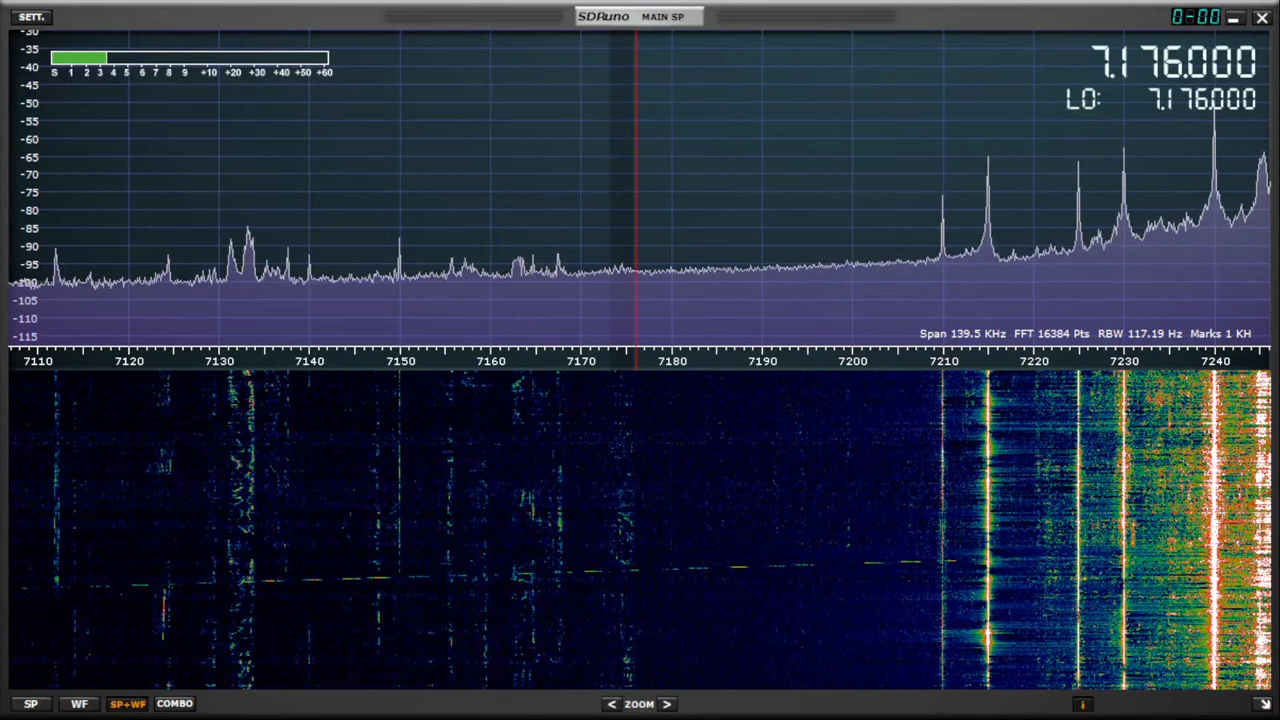 SETT.
SDRuno MAIN SP
0-00
-30
-35
-40
-45
-50
-55
-60
-65
-70
-75
-80
-85
-90
-95
-100
-105
-110
-115
S 1 2 3 4 5 6 7 8 9 +10 +20 +30 +40 +50 +60
7.176.000
LO: 7.176.000
Span 139.5 KHz FFT 16384 Pts RBW 117.19 Hz Marks 1 KH
7110 7120 7130 7140 7150 7160 7170 7180 7190 7200 7210 7220 7230 7240
SP WF SP+WF COMBO < ZOOM > i